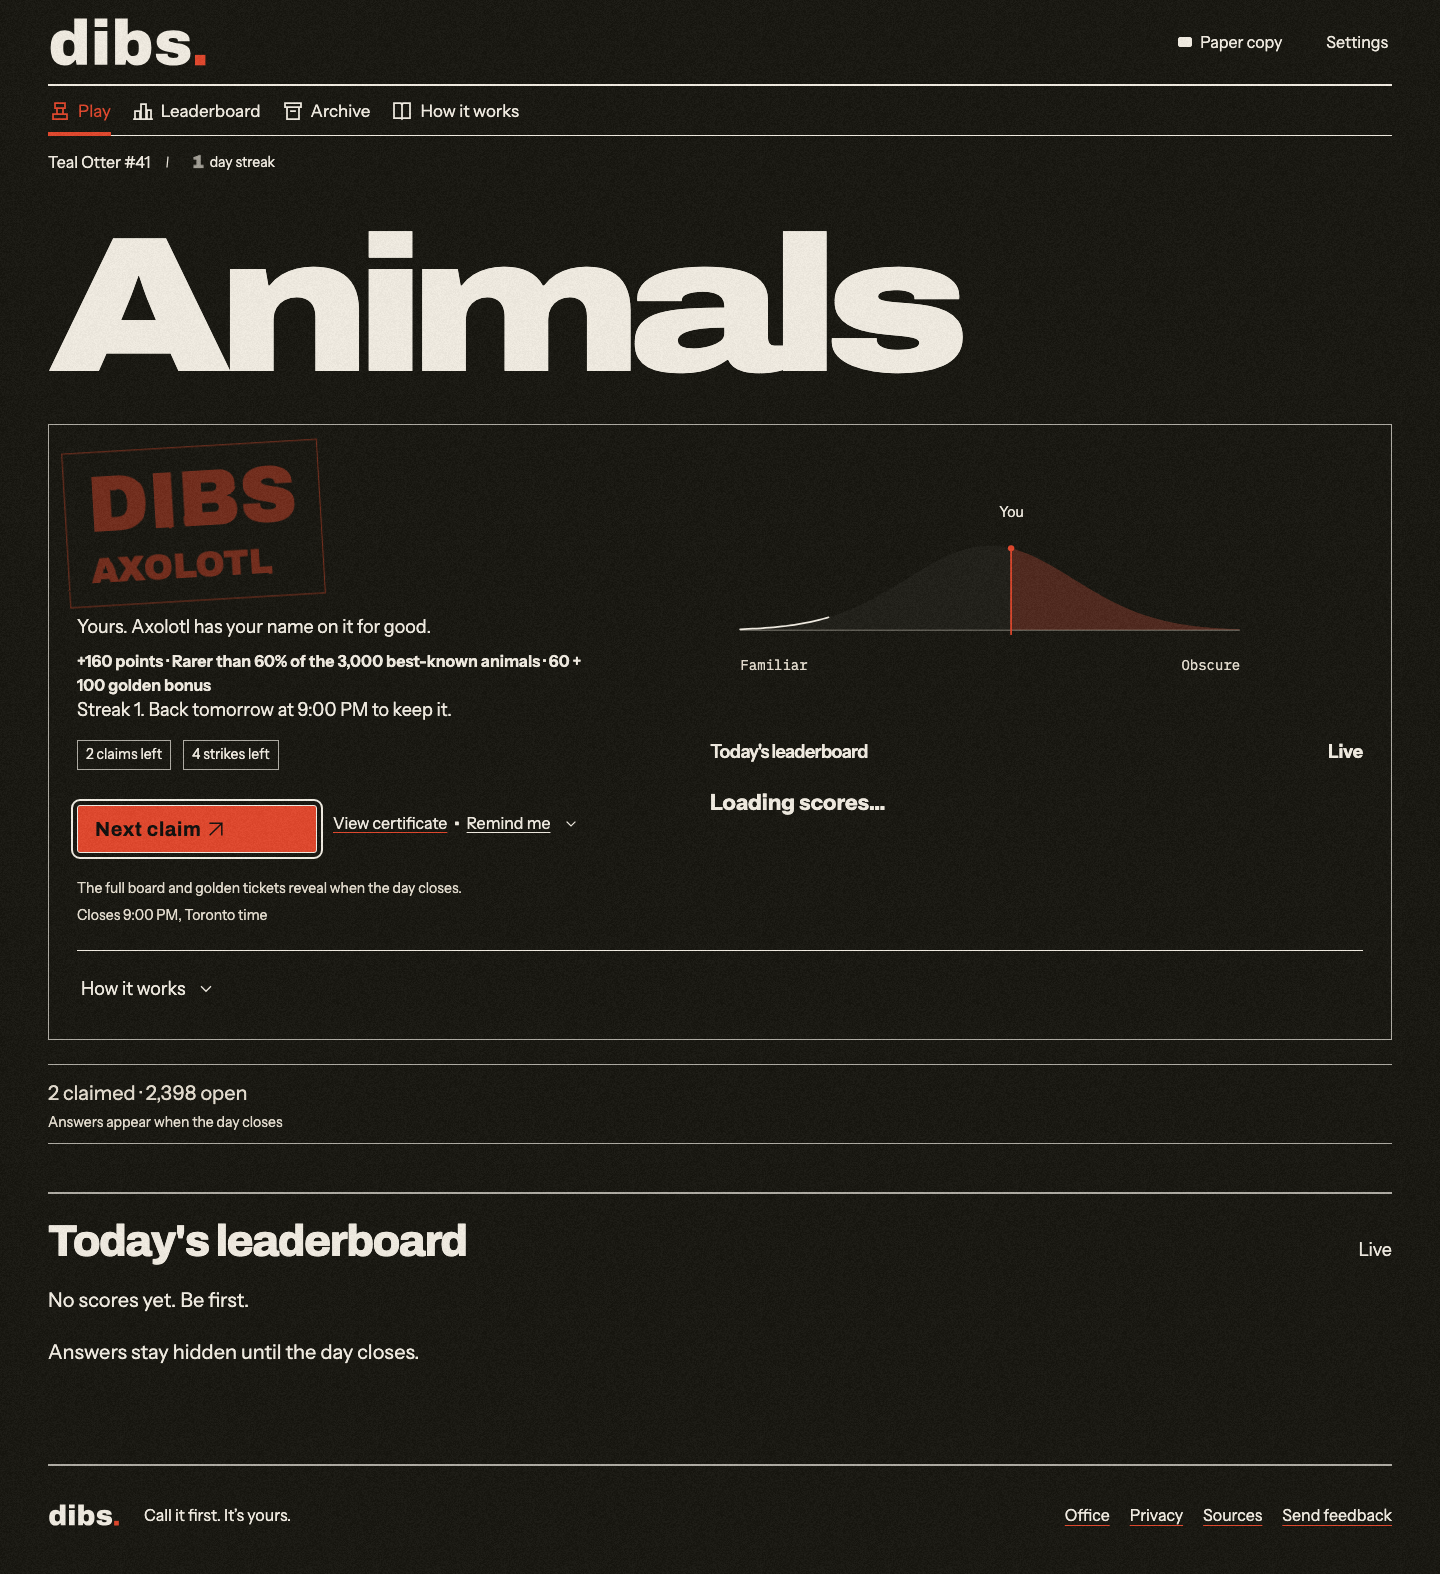 dibs.
Paper copy
Settings
Play
Leaderboard
Archive
How it works
Teal Otter #41 / 1 day streak
Animals
DIBS
AXOLOTL
Yours. Axolotl has your name on it for good.
+160 points · Rarer than 60% of the 3,000 best-known animals · 60 +
100 golden bonus
Streak 1. Back tomorrow at 9:00 PM to keep it.
2 claims left
4 strikes left
Next claim
View certificate • Remind me
The full board and golden tickets reveal when the day closes.
Closes 9:00 PM, Toronto time
You
Familiar
Obscure
Today's leaderboard
Live
Loading scores...
How it works
2 claimed · 2,398 open
Answers appear when the day closes
Today's leaderboard
Live
No scores yet. Be first.
Answers stay hidden until the day closes.
dibs.
Call it first. It's yours.
Office
Privacy
Sources
Send feedback